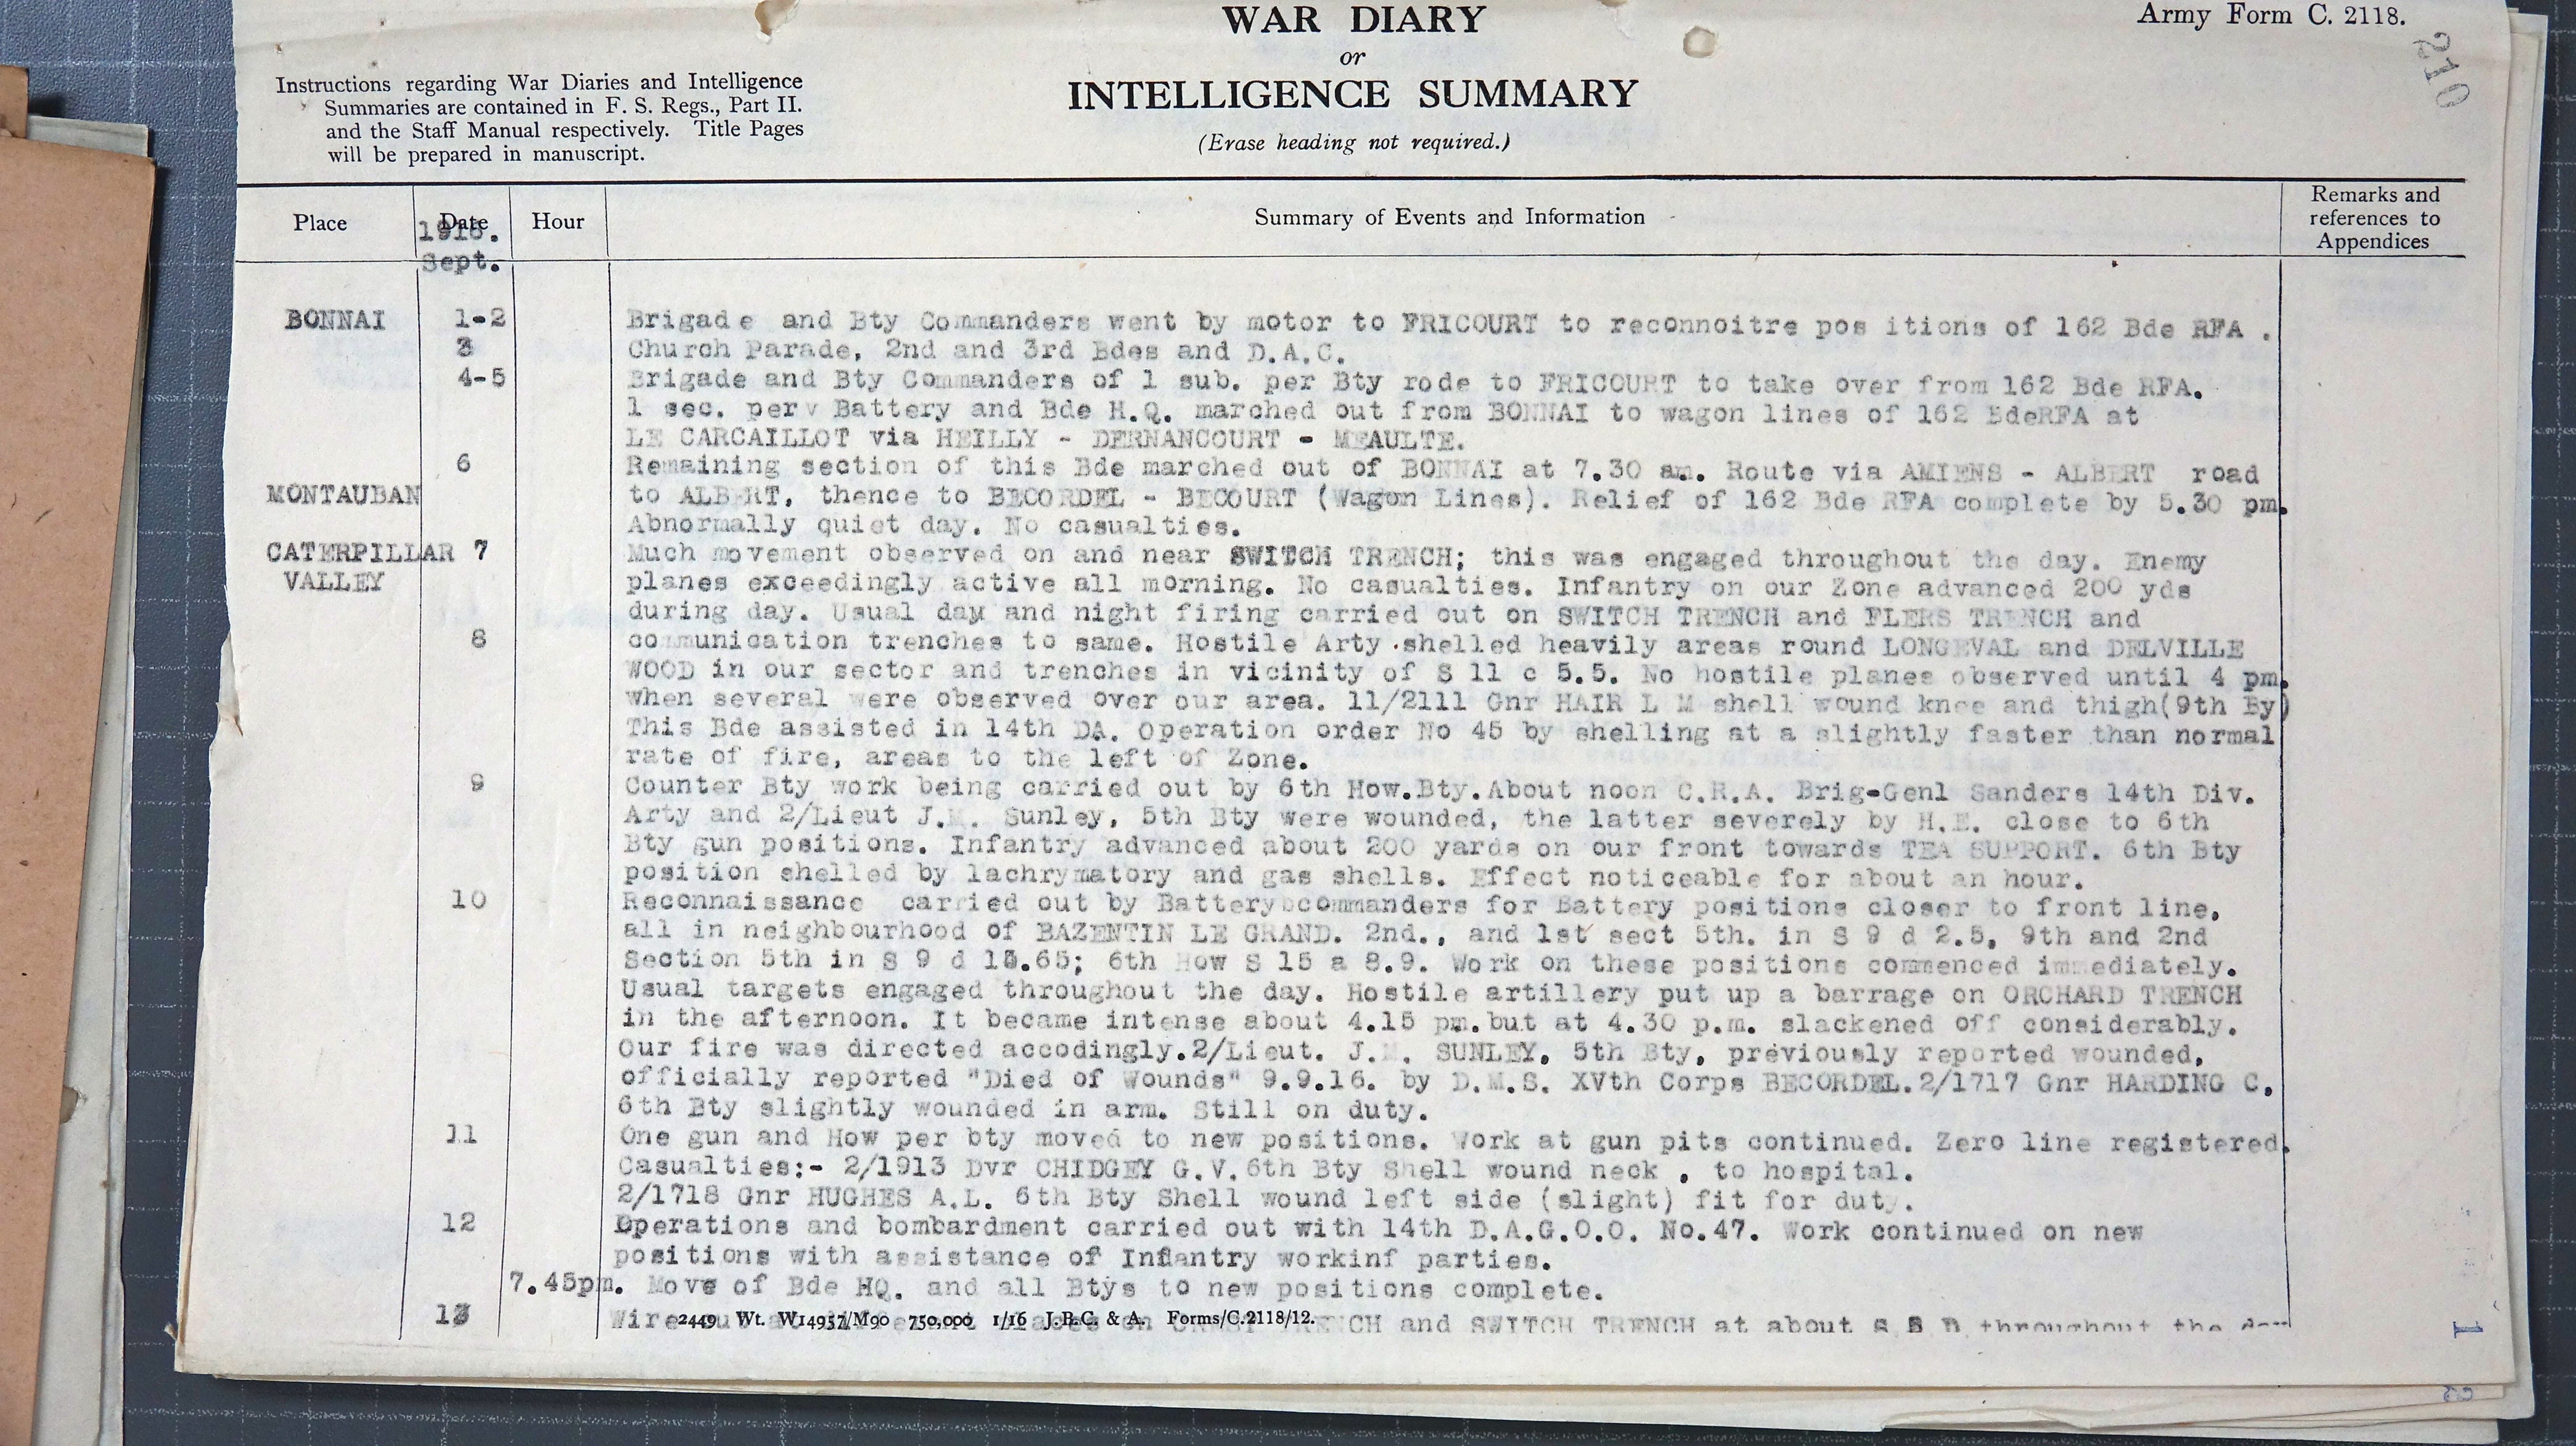 WAR DIARY
or
INTELLIGENCE SUMMARY
(Erase heading not required.)
Army Form C. 2118.
210
Instructions regarding War Diaries and Intelligence
Summaries are contained in F. S. Regs., Part II.
and the Staff Manual respectively. Title Pages
will be prepared in manuscript.
Place Date Hour Summary of Events and Information Remarks and references to Appendices
1916.
Sept.
BONNAI 1-2 Brigade and Bty Commanders went by motor to FRICOURT to reconnoitre pos itions of 162 Bde RFA .
3 Church Parade, 2nd and 3rd Bdes and D.A.C.
4-5 Brigade and Bty Commanders of 1 sub. per Bty rode to FRICOURT to take over from 162 Bde RFA.
1 sec. per v Battery and Bde H.Q. marched out from BONNAI to wagon lines of 162 BdeRFA at
LE CARCAILLOT via HEILLY - DERNANCOURT - MEAULTE.
6 Remaining section of this Bde marched out of BONNAI at 7.30 am. Route via AMIENS - ALBERT road
MONTAUBAN to ALBERT, thence to BECORDEL - BECOURT (Wagon Lines). Relief of 162 Bde RFA complete by 5.30 pm.
Abnormally quiet day. No casualties.
CATERPILLAR 7 Much movement observed on and near SWITCH TRENCH; this was engaged throughout the day. Enemy
VALLEY planes exceedingly active all morning. No casualties. Infantry on our Zone advanced 200 yds
during day. Usual day and night firing carried out on SWITCH TRENCH and FLERS TRENCH and
8 communication trenches to same. Hostile Arty shelled heavily areas round LONGEVAL and DELVILLE
WOOD in our sector and trenches in vicinity of S 11 c 5.5. No hostile planes observed until 4 pm.
when several were observed over our area. 11/2111 Gnr HAIR L M shell wound knee and thigh(9th By)
This Bde assisted in 14th DA. Operation order No 45 by shelling at a slightly faster than normal
rate of fire, areas to the left of Zone.
9 Counter Bty work being carried out by 6th How.Bty.About noon C.R.A. Brig-Genl Sanders 14th Div.
Arty and 2/Lieut J. . Sunley, 5th Bty were wounded, the latter severely by H.E. close to 6th
Bty gun positions. Infantry advanced about 200 yards on our front towards TEA SUPPORT. 6th Bty
position shelled by lachrymatory and gas shells. Effect noticeable for about an hour.
10 Reconnaissance carried out by Battery commanders for Battery positions closer to front line,
all in neighbourhood of BAZENTIN LE GRAND. 2nd., and 1st sect 5th. in S 9 d 2.5, 9th and 2nd
Section 5th in S 9 d 65; 6th How S 15 a 8.9. Work on these positions commenced immediately.
Usual targets engaged throughout the day. Hostile artillery put up a barrage on ORCHARD TRENCH
in the afternoon. It became intense about 4.15 pm.but at 4.30 p.m. slackened off considerably.
Our fire was directed accodingly.2/Lieut. J. . SUNLEY, 5th Bty, previously reported wounded,
officially reported "Died of Wounds" 9.9.16. by D.M.S. XVth Corps BECORDEL.2/1717 Gnr HARDING C,
6th Bty slightly wounded in arm. Still on duty.
11 One gun and How per bty moved to new positions. Work at gun pits continued. Zero line registered.
Casualties:- 2/1913 Dvr CHIDGEY G.V.6th Bty Shell wound neck , to hospital.
2/1718 Gnr HUGHES A.L. 6th Bty Shell wound left side (slight) fit for duty.
12 Operations and bombardment carried out with 14th D.A.G.O.O. No.47. Work continued on new
positions with assistance of Infantry workinf parties.
7.45pm. Move of Bde HQ. and all Btys to new positions complete.
13 Wire TRENCH and SWITCH TRENCH at about throughout the day
2449 Wt. W14957/M90 750,000 1/16 J.B.C. & A. Forms/C.2118/12.
1